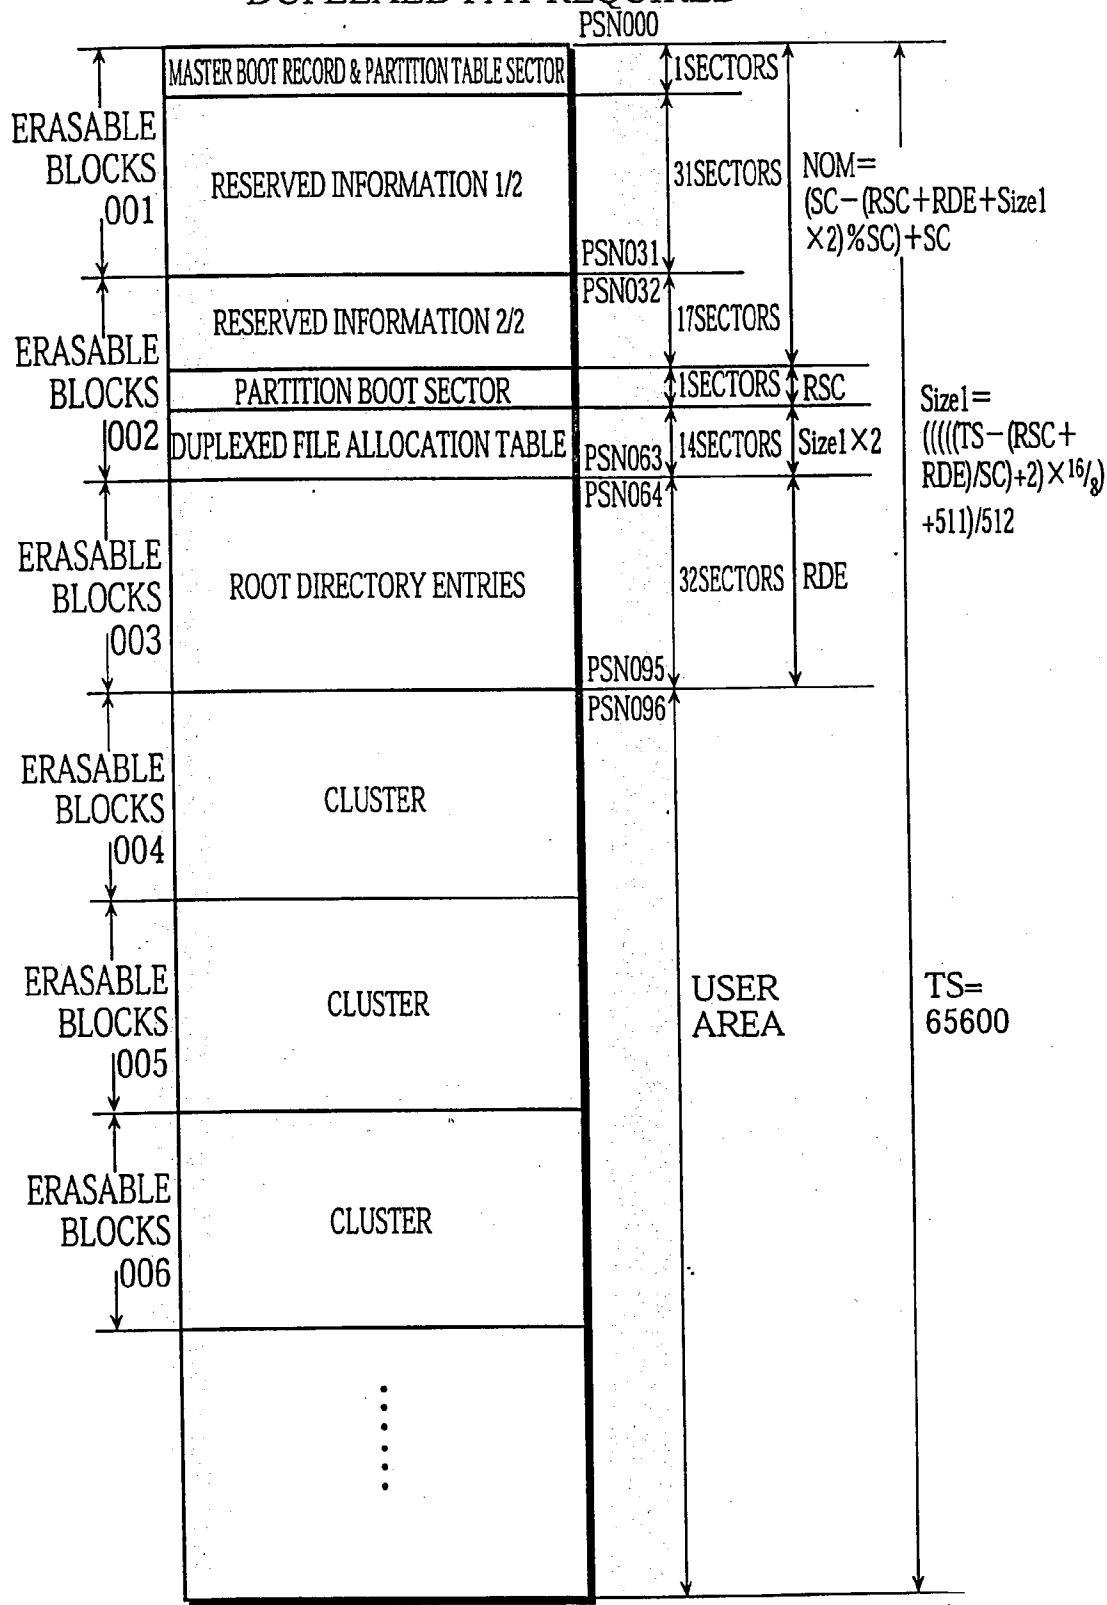 PSN000
MASTER BOOT RECORD & PARTITION TABLE SECTOR
1SECTORS
ERASABLE
BLOCKS
001
RESERVED INFORMATION 1/2
31SECTORS
NOM=
(SC−(RSC+RDE+Size1
×2)%SC)+SC
PSN031
PSN032
RESERVED INFORMATION 2/2
17SECTORS
ERASABLE
BLOCKS
002
PARTITION BOOT SECTOR
1SECTORS
RSC
DUPLEXED FILE ALLOCATION TABLE
PSN063
14SECTORS
Size1×2
Size1=
(((((TS−(RSC+
RDE)/SC)+2)×16/8)
+511)/512
PSN064
ERASABLE
BLOCKS
003
ROOT DIRECTORY ENTRIES
32SECTORS
RDE
PSN095
PSN096
ERASABLE
BLOCKS
004
CLUSTER
ERASABLE
BLOCKS
005
CLUSTER
USER
AREA
TS=
65600
ERASABLE
BLOCKS
006
CLUSTER